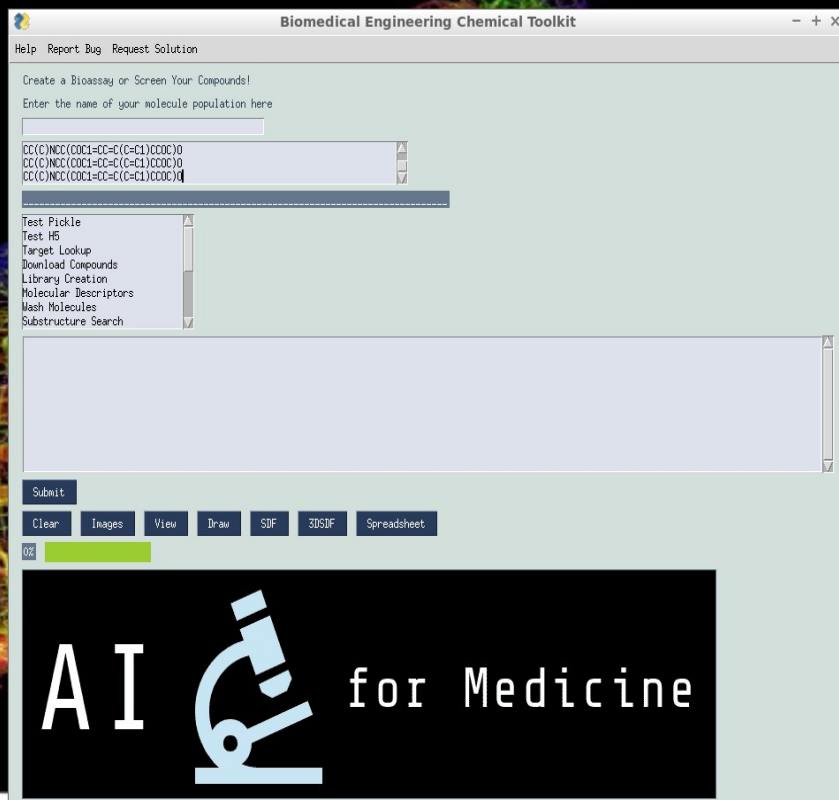 Biomedical Engineering Chemical Toolkit
Help Report Bug Request Solution
Create a Bioassay or Screen Your Compounds!
Enter the name of your molecule population here
CC(C)NCC(COC1=CC=C(C=C1)CCOC)O
CC(C)NCC(COC1=CC=C(C=C1)CCOC)O
CC(C)NCC(COC1=CC=C(C=C1)CCOC)O
Test Pickle
Test H5
Target Lookup
Download Compounds
Library Creation
Molecular Descriptors
Wash Molecules
Substructure Search
Submit
Clear Images View Draw SDF 3DSDF Spreadsheet
0%
AI for Medicine